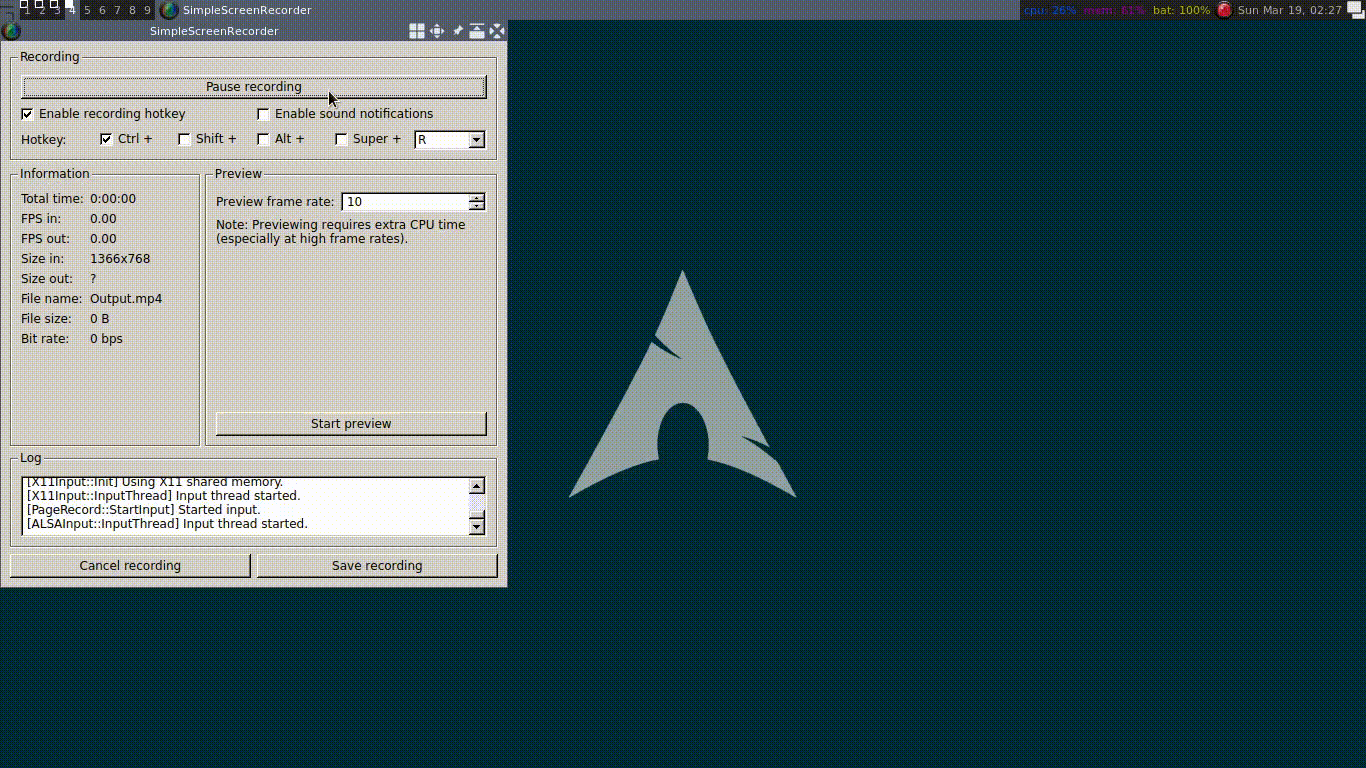 1 2 3 4 5 6 7 8 9 SimpleScreenRecorder cpu: 26% mem: 61% bat: 100% Sun Mar 19, 02:27
SimpleScreenRecorder
Recording
Pause recording
Enable recording hotkey Enable sound notifications
Hotkey: Ctrl + Shift + Alt + Super + R
Information
Total time: 0:00:00
FPS in: 0.00
FPS out: 0.00
Size in: 1366x768
Size out: ?
File name: Output.mp4
File size: 0 B
Bit rate: 0 bps
Preview
Preview frame rate: 10
Note: Previewing requires extra CPU time
(especially at high frame rates).
Start preview
Log
[X11Input::Init] Using X11 shared memory.
[X11Input::InputThread] Input thread started.
[PageRecord::StartInput] Started input.
[ALSAInput::InputThread] Input thread started.
Cancel recording Save recording